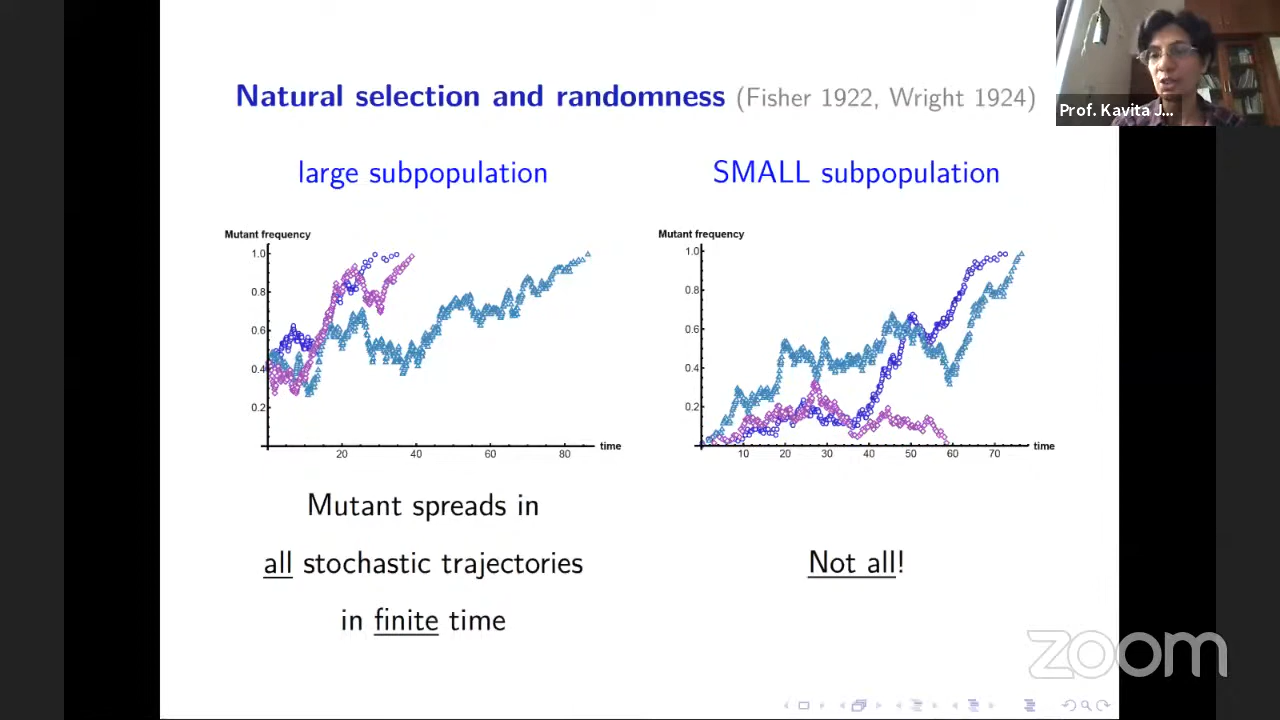 Natural selection and randomness (Fisher 1922, Wright 1924)
Prof. Kavita J...
large subpopulation
SMALL subpopulation
Mutant frequency
1.0
0.8
0.6
0.4
0.2
20 40 60 80
time
Mutant frequency
1.0
0.8
0.6
0.4
0.2
10 20 30 40 50 60 70
time
Mutant spreads in
all stochastic trajectories
in finite time
Not all!
zoom